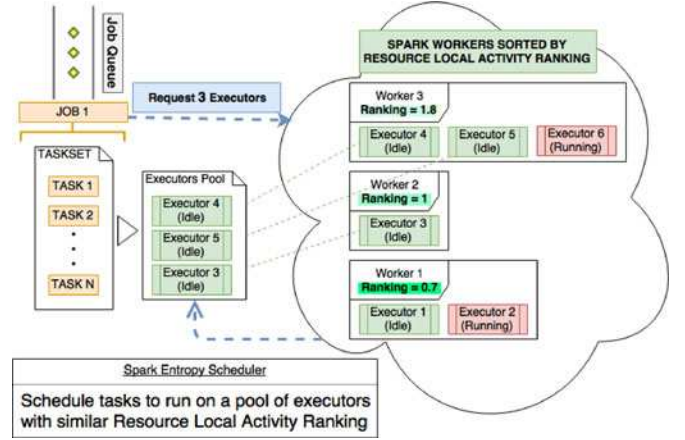 Job Queue
JOB 1
Request 3 Executors
TASKSET
TASK 1
TASK 2
TASK N
Executors Pool
Executor 4
(Idle)
Executor 5
(Idle)
Executor 3
(Idle)
SPARK WORKERS SORTED BY
RESOURCE LOCAL ACTIVITY RANKING
Worker 3
Ranking = 1.8
Executor 4
(Idle)
Executor 5
(Idle)
Executor 6
(Running)
Worker 2
Ranking = 1
Executor 3
(Idle)
Worker 1
Ranking = 0.7
Executor 1
(Idle)
Executor 2
(Running)
Spark Entropy Scheduler
Schedule tasks to run on a pool of executors
with similar Resource Local Activity Ranking